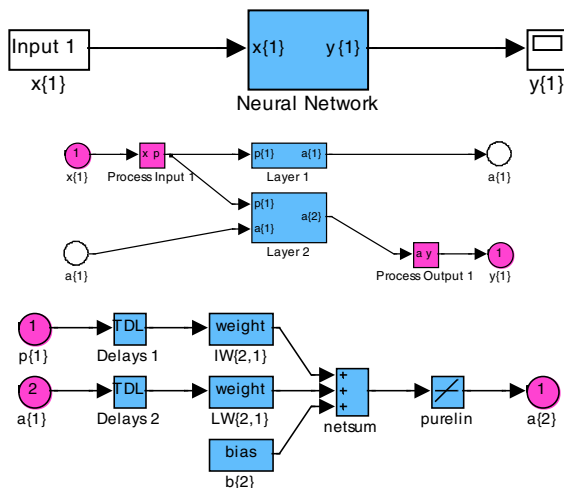 Input 1
x{1}
x{1}
y{1}
Neural Network
y{1}
1
x{1}
x p
Process Input 1
p{1}
a{1}
Layer 1
a{1}
p{1}
a{1}
a{2}
Layer 2
a{1}
a y
Process Output 1
1
y{1}
1
p{1}
TDL
Delays 1
weight
IW{2,1}
2
a{1}
TDL
Delays 2
weight
LW{2,1}
bias
b{2}
+
+
+
netsum
purelin
1
a{2}